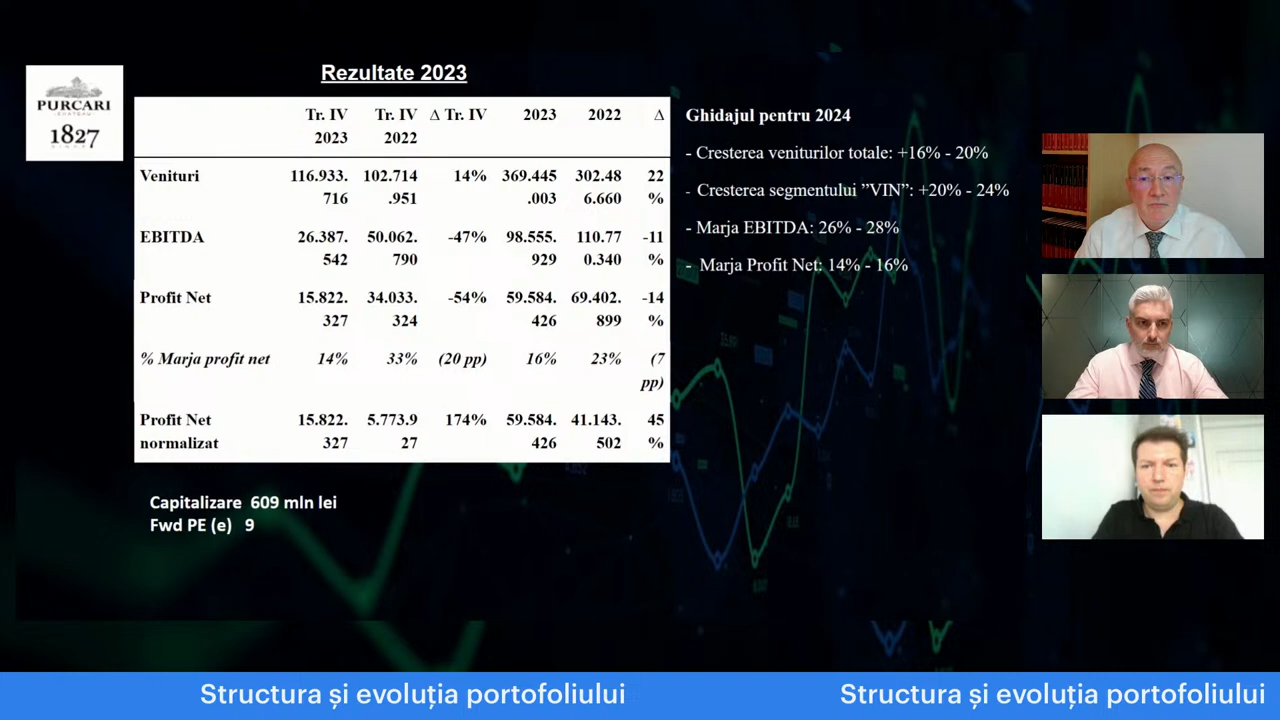 Rezultate 2023
PURCARI
CHATEAU
1827
Tr. IV Tr. IV Δ Tr. IV 2023 2022 Δ
2023 2022
Venituri 116.933. 102.714 14% 369.445 302.48 22
716 .951 .003 6.660 %
EBITDA 26.387. 50.062. -47% 98.555. 110.77 -11
542 790 929 0.340 %
Profit Net 15.822. 34.033. -54% 59.584. 69.402. -14
327 324 426 899 %
% Marja profit net 14% 33% (20 pp) 16% 23% (7
pp)
Profit Net 15.822. 5.773.9 174% 59.584. 41.143. 45
normalizat 327 27 426 502 %
Capitalizare 609 mln lei
Fwd PE (e) 9
Ghidajul pentru 2024
- Cresterea veniturilor totale: +16% - 20%
- Cresterea segmentului ”VIN”: +20% - 24%
- Marja EBITDA: 26% - 28%
- Marja Profit Net: 14% - 16%
Structura și evoluția portofoliului Structura și evoluția portofoliului